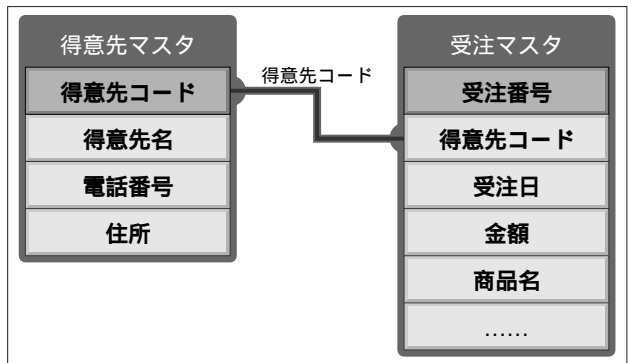 得意先マスタ
得意先コード
得意先名
電話番号
住所
得意先コード
受注マスタ
受注番号
得意先コード
受注日
金額
商品名
……